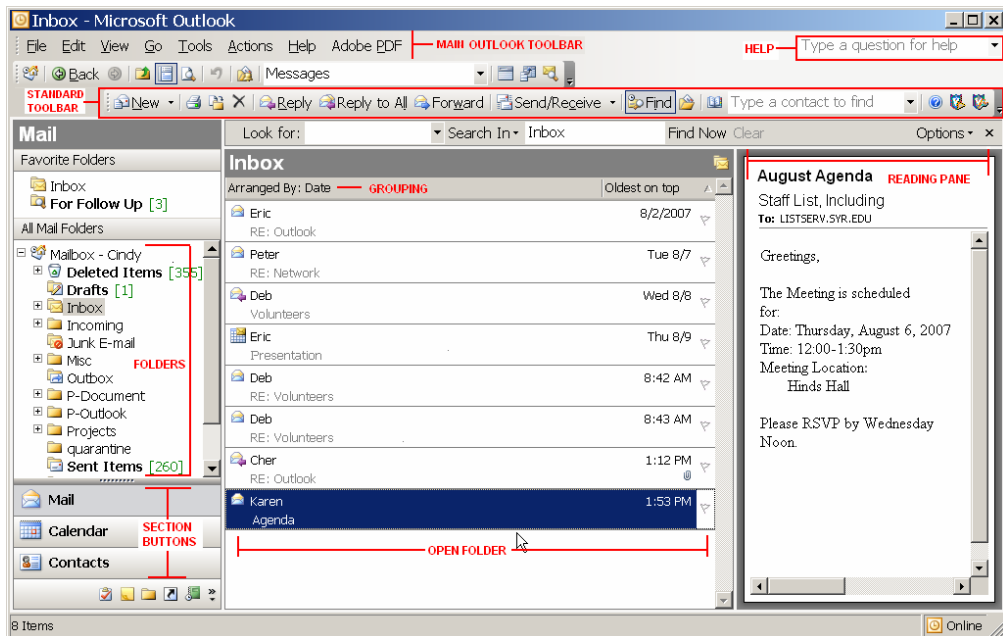 Inbox - Microsoft Outlook
File Edit View Go Tools Actions Help Adobe PDF MAIN OUTLOOK TOOLBAR HELP Type a question for help
Back Messages
STANDARD TOOLBAR New Reply Reply to All Forward Send/Receive Find Type a contact to find
Mail
Look for: Search In Inbox Find Now Clear Options
Favorite Folders
Inbox
For Follow Up [3]
All Mail Folders
Mailbox - Cindy
Deleted Items [355]
Drafts [1]
Inbox
Incoming
Junk E-mail
Misc
Outbox
P-Document
P-Outlook
Projects
quarantine
Sent Items [260]
FOLDERS
Mail
Calendar
Contacts
SECTION
BUTTONS
Inbox
Arranged By: Date GROUPING Oldest on top
Eric 8/2/2007
RE: Outlook
Peter Tue 8/7
RE: Network
Deb Wed 8/8
Volunteers
Eric Thu 8/9
Presentation
Deb 8:42 AM
RE: Volunteers
Deb 8:43 AM
RE: Volunteers
Cher 1:12 PM
RE: Outlook
Karen 1:53 PM
Agenda
OPEN FOLDER
August Agenda READING PANE
Staff List, Including
To: LISTSERV.SYR.EDU
Greetings,
The Meeting is scheduled
for:
Date: Thursday, August 6, 2007
Time: 12:00-1:30pm
Meeting Location:
Hinds Hall
Please RSVP by Wednesday
Noon.
8 Items Online